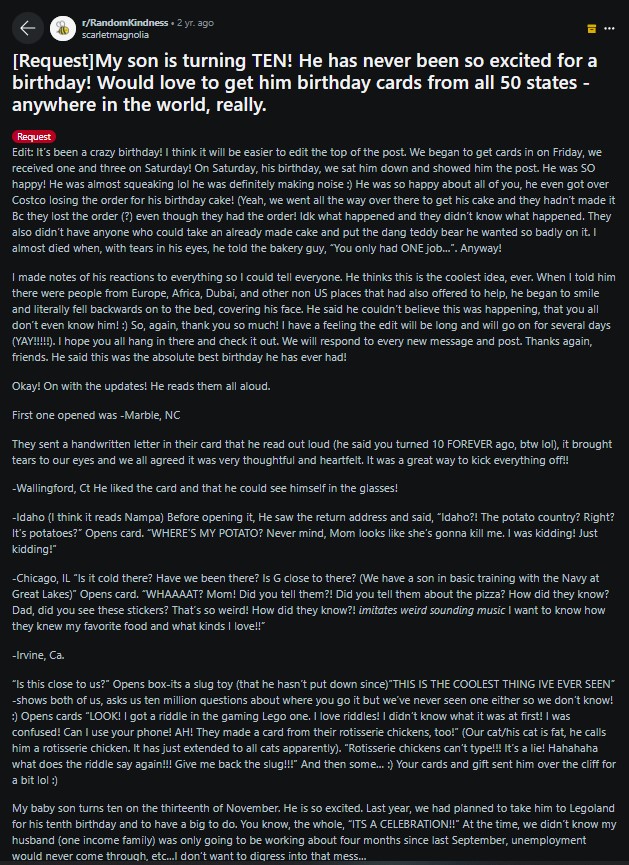 r/RandomKindness • 2 yr. ago
scarletmagnolia
[Request]My son is turning TEN! He has never been so excited for a
birthday! Would love to get him birthday cards from all 50 states -
anywhere in the world, really.
Request
Edit: It's been a crazy birthday! I think it will be easier to edit the top of the post. We began to get cards in on Friday, we
received one and three on Saturday! On Saturday, his birthday, we sat him down and showed him the post. He was SO
happy! He was almost squeaking lol he was definitely making noise :) He was so happy about all of you, he even got over
Costco losing the order for his birthday cake! (Yeah, we went all the way over there to get his cake and they hadn't made it
Bc they lost the order (?) even though they had the order! Idk what happened and they didn't know what happened. They
also didn't have anyone who could take an already made cake and put the dang teddy bear he wanted so badly on it. I
almost died when, with tears in his eyes, he told the bakery guy, "You only had ONE job...". Anyway!
I made notes of his reactions to everything so I could tell everyone. He thinks this is the coolest idea, ever. When I told him
there were people from Europe, Africa, Dubai, and other non US places that had also offered to help, he began to smile
and literally fell backwards on to the bed, covering his face. He said he couldn't believe this was happening, that you all
don't even know him! :) So, again, thank you so much! I have a feeling the edit will be long and will go on for several days
(YAY!!!!!). I hope you all hang in there and check it out. We will respond to every new message and post. Thanks again,
friends. He said this was the absolute best birthday he has ever had!
Okay! On with the updates! He reads them all aloud.
First one opened was -Marble, NC
They sent a handwritten letter in their card that he read out loud (he said you turned 10 FOREVER ago, btw lol), it brought
tears to our eyes and we all agreed it was very thoughtful and heartfelt. It was a great way to kick everything off!!
-Wallingford, Ct He liked the card and that he could see himself in the glasses!
-Idaho (I think it reads Nampa) Before opening it, He saw the return address and said, "Idaho?! The potato country? Right?
It's potatoes?" Opens card. "WHERE'S MY POTATO? Never mind, Mom looks like she's gonna kill me. I was kidding! Just
kidding!"
-Chicago, IL "Is it cold there? Have we been there? Is G close to there? (We have a son in basic training with the Navy at
Great Lakes)" Opens card. "WHAAAAT? Mom! Did you tell them?! Did you tell them about the pizza? How did they know?
Dad, did you see these stickers? That's so weird! How did they know?! imitates weird sounding music I want to know how
they knew my favorite food and what kinds I love!!"
-Irvine, Ca.
"Is this close to us?" Opens box-its a slug toy (that he hasn't put down since)"THIS IS THE COOLEST THING IVE EVER SEEN"
-shows both of us, asks us ten million questions about where you go it but we've never seen one either so we don't know!
:) Opens cards "LOOK! I got a riddle in the gaming Lego one. I love riddles! I didn't know what it was at first! I was
confused! Can I use your phone! AH! They made a card from their rotisserie chickens, too!" (Our cat/his cat is fat, he calls
him a rotisserie chicken. It has just extended to all cats apparently). "Rotisserie chickens can't type!!! It's a lie! Hahahaha
what does the riddle say again!!! Give me back the slug!!!" And then some... :) Your cards and gift sent him over the cliff for
a bit lol :)
My baby son turns ten on the thirteenth of November. He is so excited. Last year, we had planned to take him to Legoland
for his tenth birthday and to have a big to do. You know, the whole, "ITS A CELEBRATION!!" At the time, we didn't know my
husband (one income family) was only going to be working about four months since last September, unemployment
would never come through, etc...I don't want to digress into that mess...